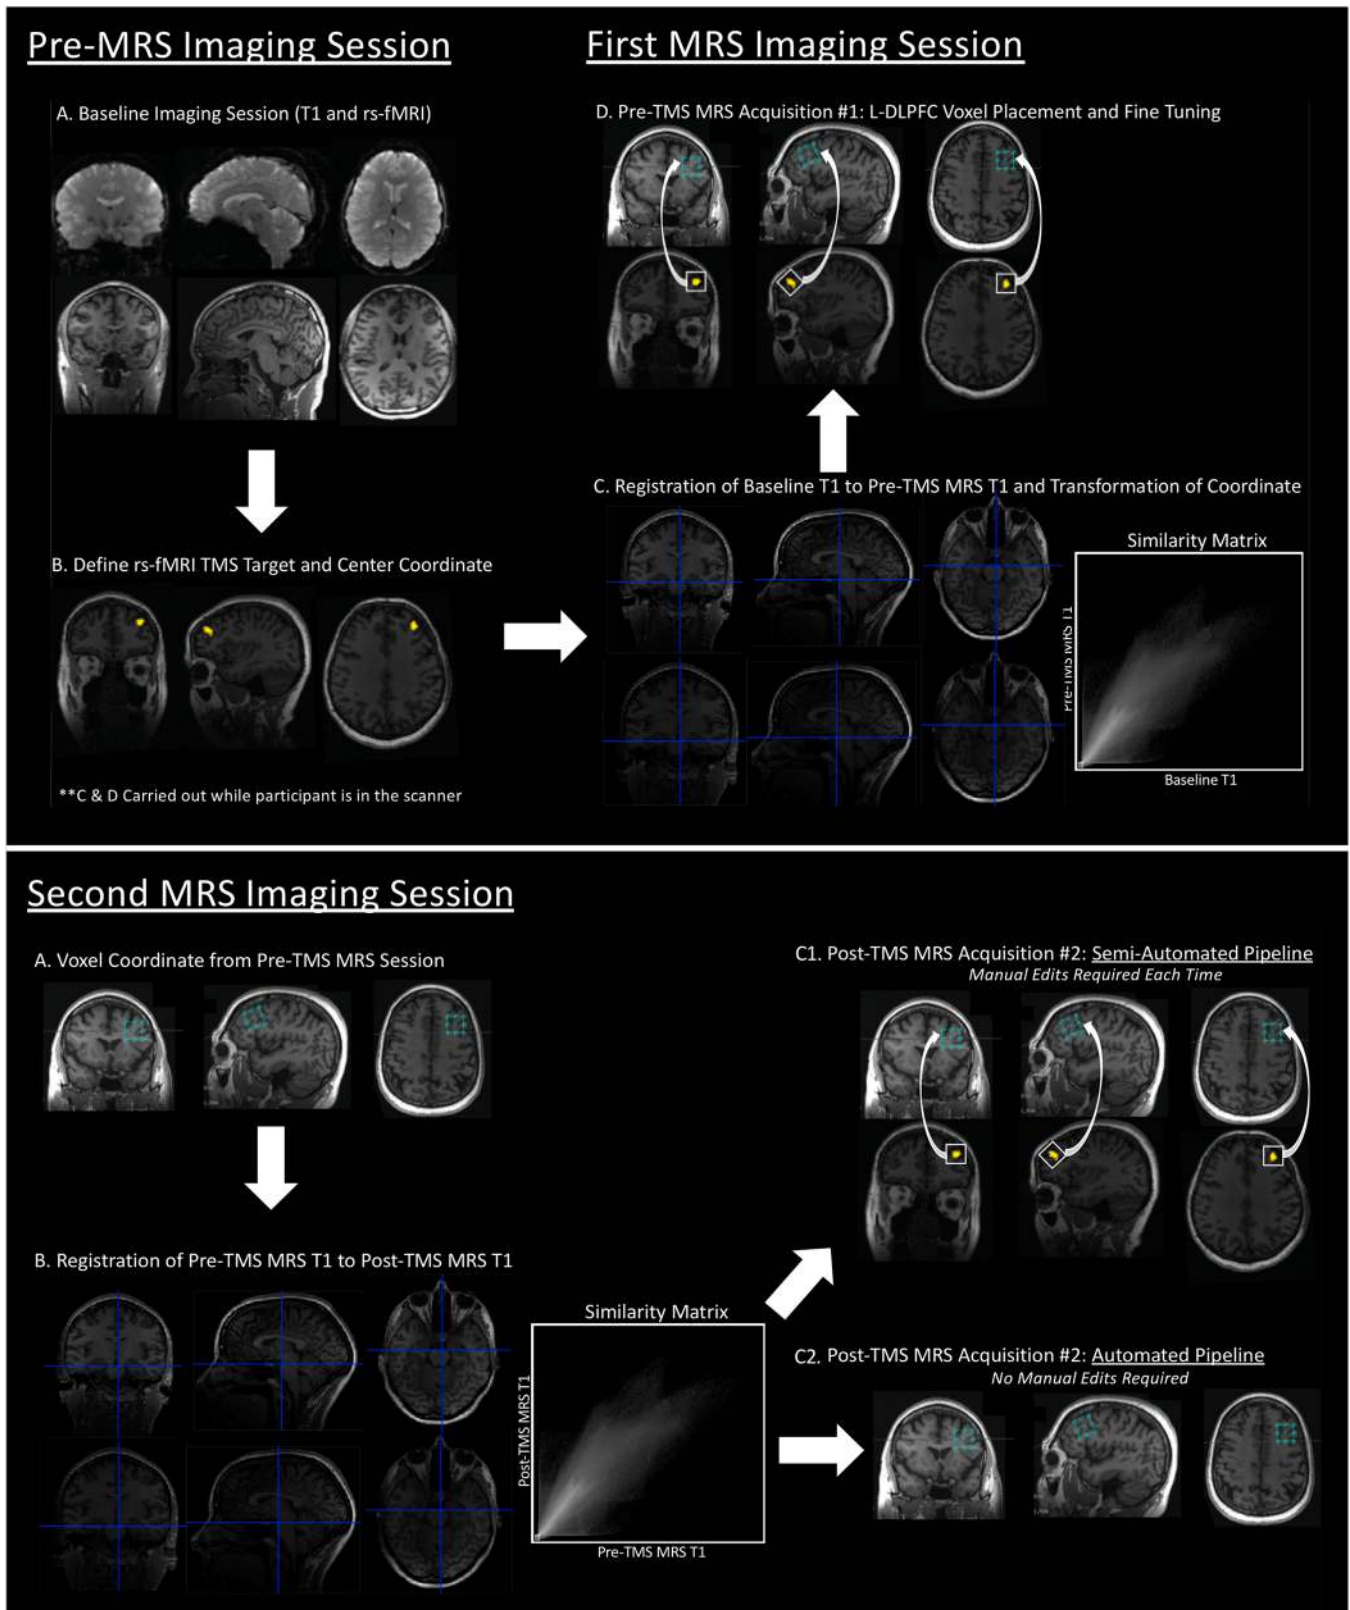 Pre-MRS Imaging Session
A. Baseline Imaging Session (T1 and rs-fMRI)
B. Define rs-fMRI TMS Target and Center Coordinate
**C & D Carried out while participant is in the scanner
First MRS Imaging Session
D. Pre-TMS MRS Acquisition #1: L-DLPFC Voxel Placement and Fine Tuning
C. Registration of Baseline T1 to Pre-TMS MRS T1 and Transformation of Coordinate
Similarity Matrix
Pre-TMS MRS T1
Baseline T1
Second MRS Imaging Session
A. Voxel Coordinate from Pre-TMS MRS Session
B. Registration of Pre-TMS MRS T1 to Post-TMS MRS T1
Similarity Matrix
Post-TMS MRS T1
Pre-TMS MRS T1
C1. Post-TMS MRS Acquisition #2: Semi-Automated Pipeline
Manual Edits Required Each Time
C2. Post-TMS MRS Acquisition #2: Automated Pipeline
No Manual Edits Required